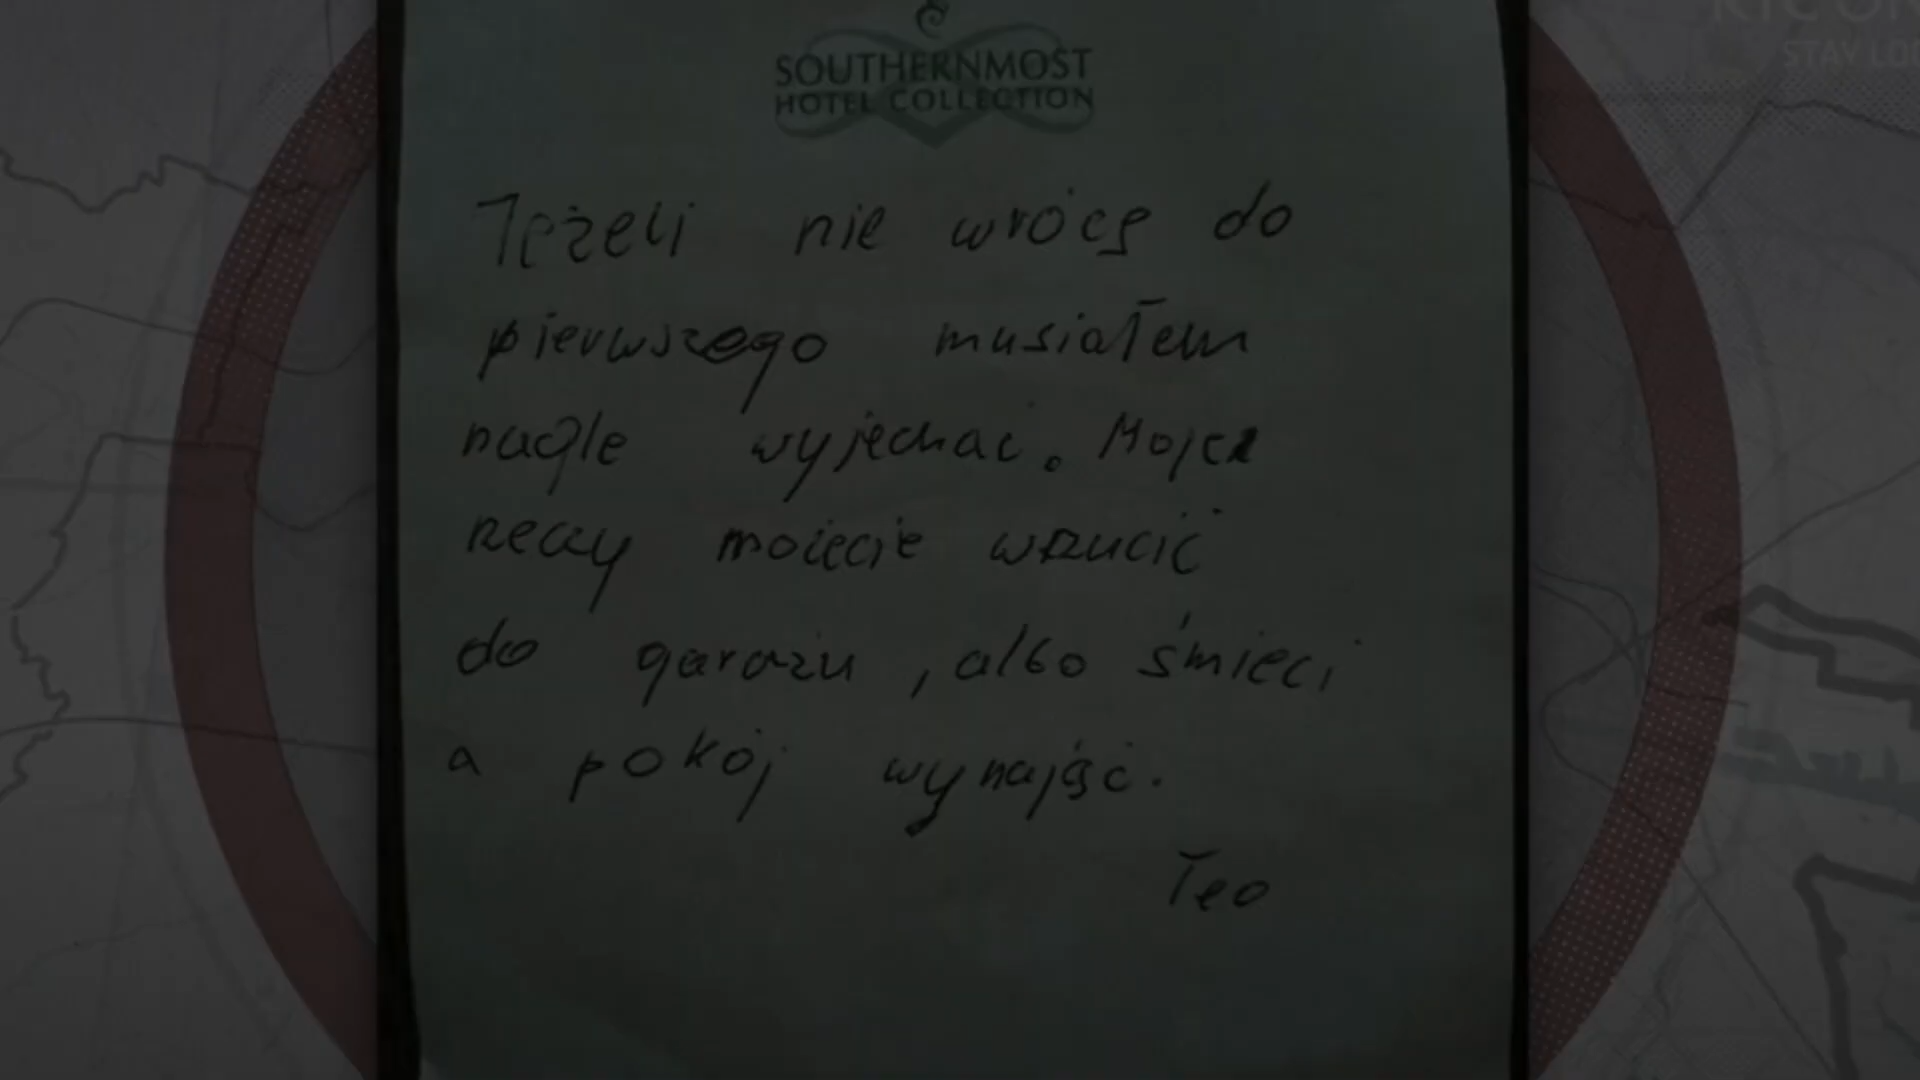 SOUTHERNMOST
HOTEL COLLECTION
STAY
Jeżeli nie wrócę do
pierwszego musiałem
nagle wyjechać. Moje
rzeczy możecie wrzucić
do garażu, albo śmieci
a pokój wynająć.
Teo